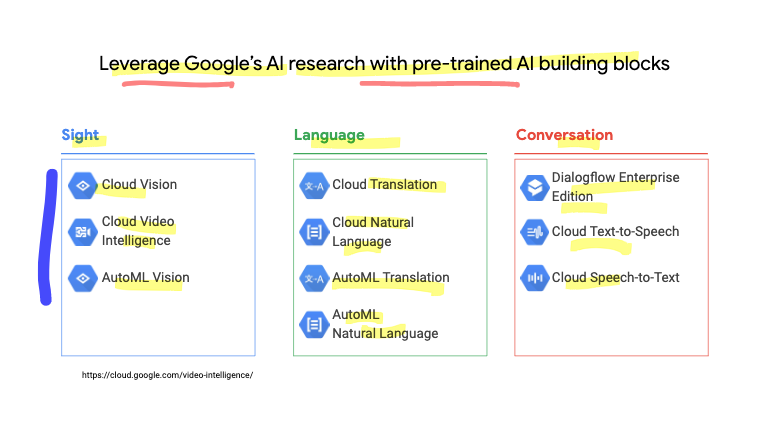 Leverage Google's AI research with pre-trained AI building blocks
Sight
Cloud Vision
Cloud Video
Intelligence
AutoML Vision
Language
文-A
Cloud Translation
Cloud Natural
Language
文-A
AutoML Translation
AutoML
Natural Language
Conversation
Dialogflow Enterprise
Edition
Cloud Text-to-Speech
Cloud Speech-to-Text
https://cloud.google.com/video-intelligence/